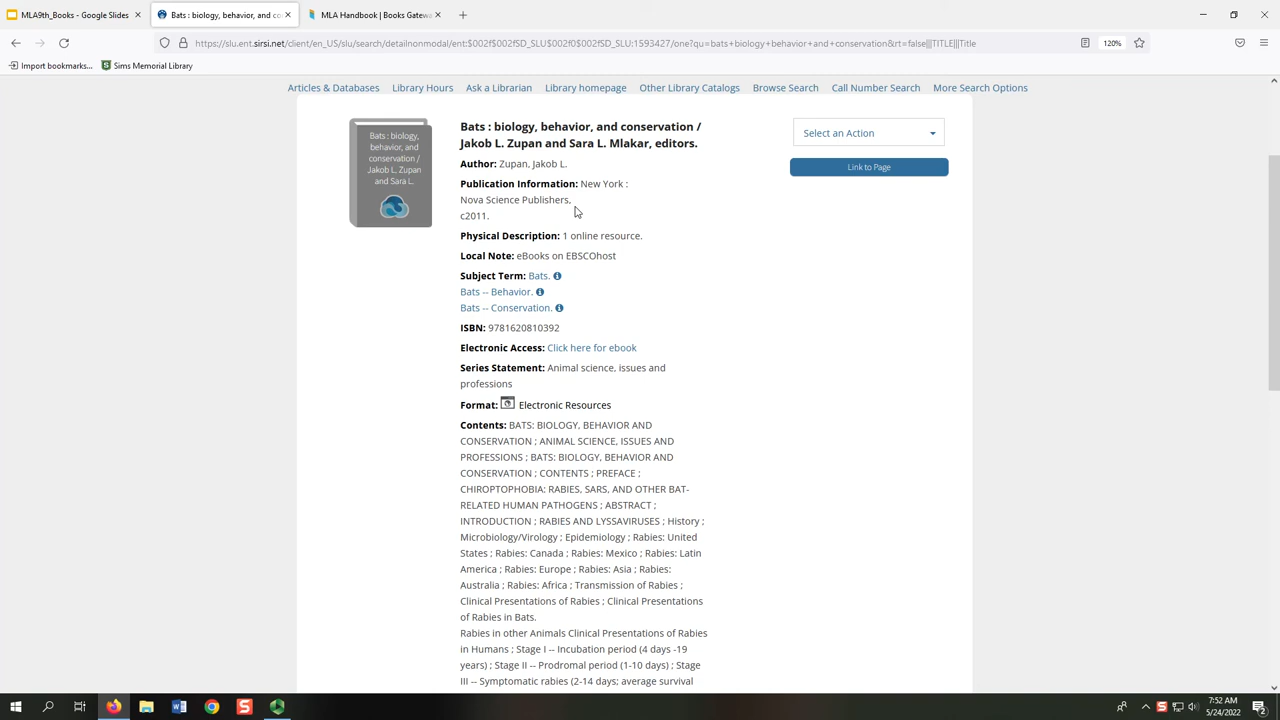 MLA9th_Books - Google Slides
Bats : biology, behavior, and co
MLA Handbook | Books Gatewa
https://slu.ent.sirsi.net/client/en_US/slu/search/detailnonmodal/ent:$002f$002fSD_SLU$002f0$002fSD_SLU:1593427/one?qu=bats+biology+behavior+and+conservation&rt=false|||TITLE|||Title
120%
Import bookmarks...
Sims Memorial Library
Articles & Databases
Library Hours
Ask a Librarian
Library homepage
Other Library Catalogs
Browse Search
Call Number Search
More Search Options
Bats : biology,
behavior, and
conservation /
Jakob L. Zupan
and Sara L.
Bats : biology, behavior, and conservation /
Jakob L. Zupan and Sara L. Mlakar, editors.
Select an Action
Link to Page
Author: Zupan, Jakob L.
Publication Information: New York :
Nova Science Publishers,
c2011.
Physical Description: 1 online resource.
Local Note: eBooks on EBSCOhost
Subject Term: Bats.
Bats -- Behavior.
Bats -- Conservation.
ISBN: 9781620810392
Electronic Access: Click here for ebook
Series Statement: Animal science, issues and
professions
Format: Electronic Resources
Contents: BATS: BIOLOGY, BEHAVIOR AND
CONSERVATION ; ANIMAL SCIENCE, ISSUES AND
PROFESSIONS ; BATS: BIOLOGY, BEHAVIOR AND
CONSERVATION ; CONTENTS ; PREFACE ;
CHIROPTOPHOBIA: RABIES, SARS, AND OTHER BAT-
RELATED HUMAN PATHOGENS ; ABSTRACT ;
INTRODUCTION ; RABIES AND LYSSAVIRUSES ; History ;
Microbiology/Virology ; Epidemiology ; Rabies: United
States ; Rabies: Canada ; Rabies: Mexico ; Rabies: Latin
America ; Rabies: Europe ; Rabies: Asia ; Rabies:
Australia ; Rabies: Africa ; Transmission of Rabies ;
Clinical Presentations of Rabies ; Clinical Presentations
of Rabies in Bats.
Rabies in other Animals Clinical Presentations of Rabies
in Humans ; Stage I -- Incubation period (4 days -19
years) ; Stage II -- Prodromal period (1-10 days) ; Stage
III -- Symptomatic rabies (2-14 days; average survival
7:52 AM
5/24/2022
2